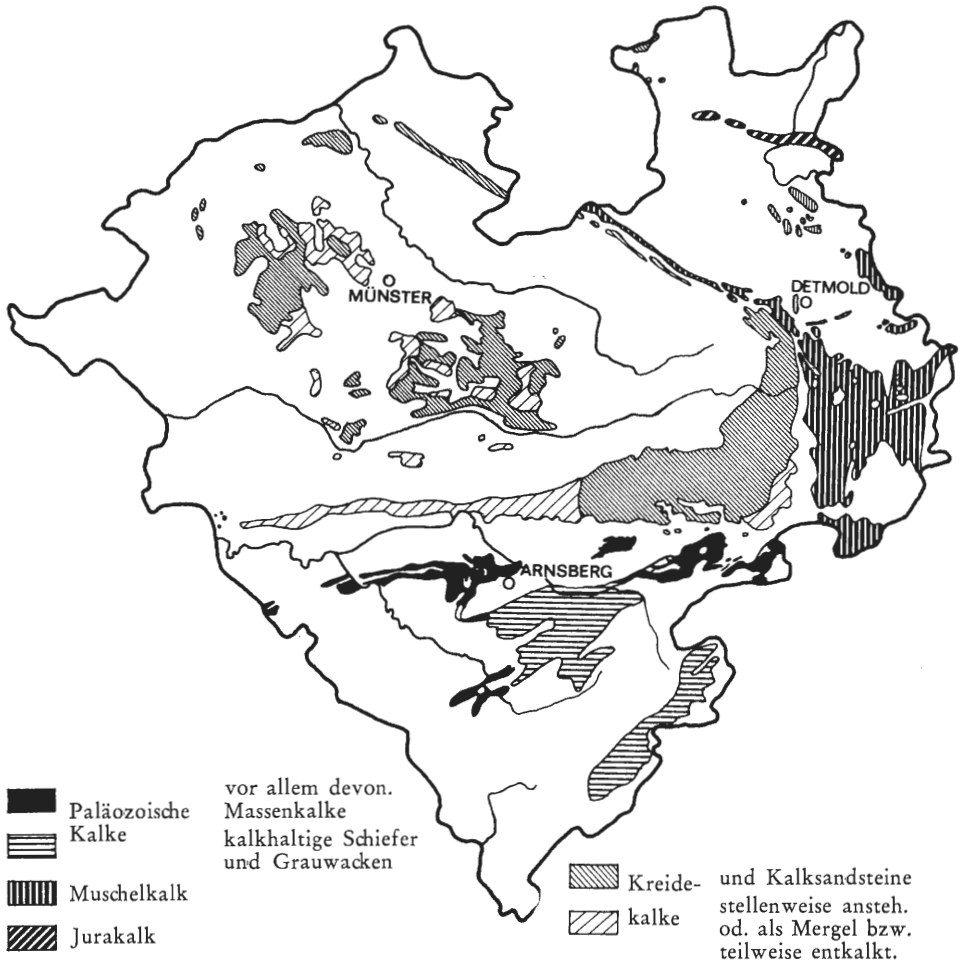 DETMOLD
MÜNSTER
ARNSBERG
Paläozoische
Kalke
vor allem devon.
Massenkalke
kalkhaltige Schiefer
und Grauwacken
Muschelkalk
Jurakalk
Kreide-
kalke
und Kalksandsteine
stellenweise ansteh.
od. als Mergel bzw.
teilweise entkalkt.